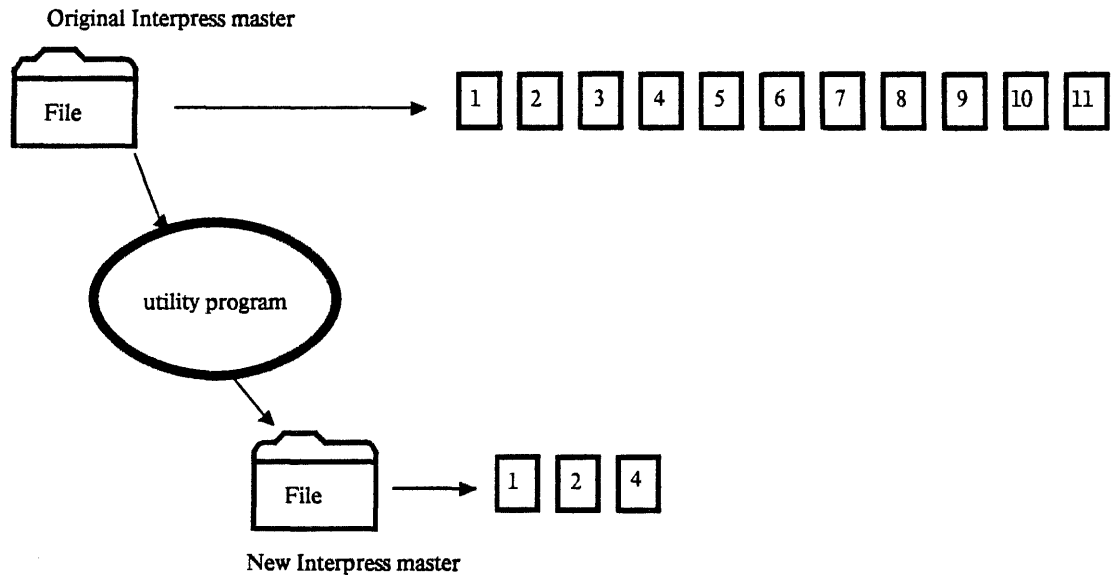 Original Interpress master
File
1 2 3 4 5 6 7 8 9 10 11
utility program
File
1 2 4
New Interpress master